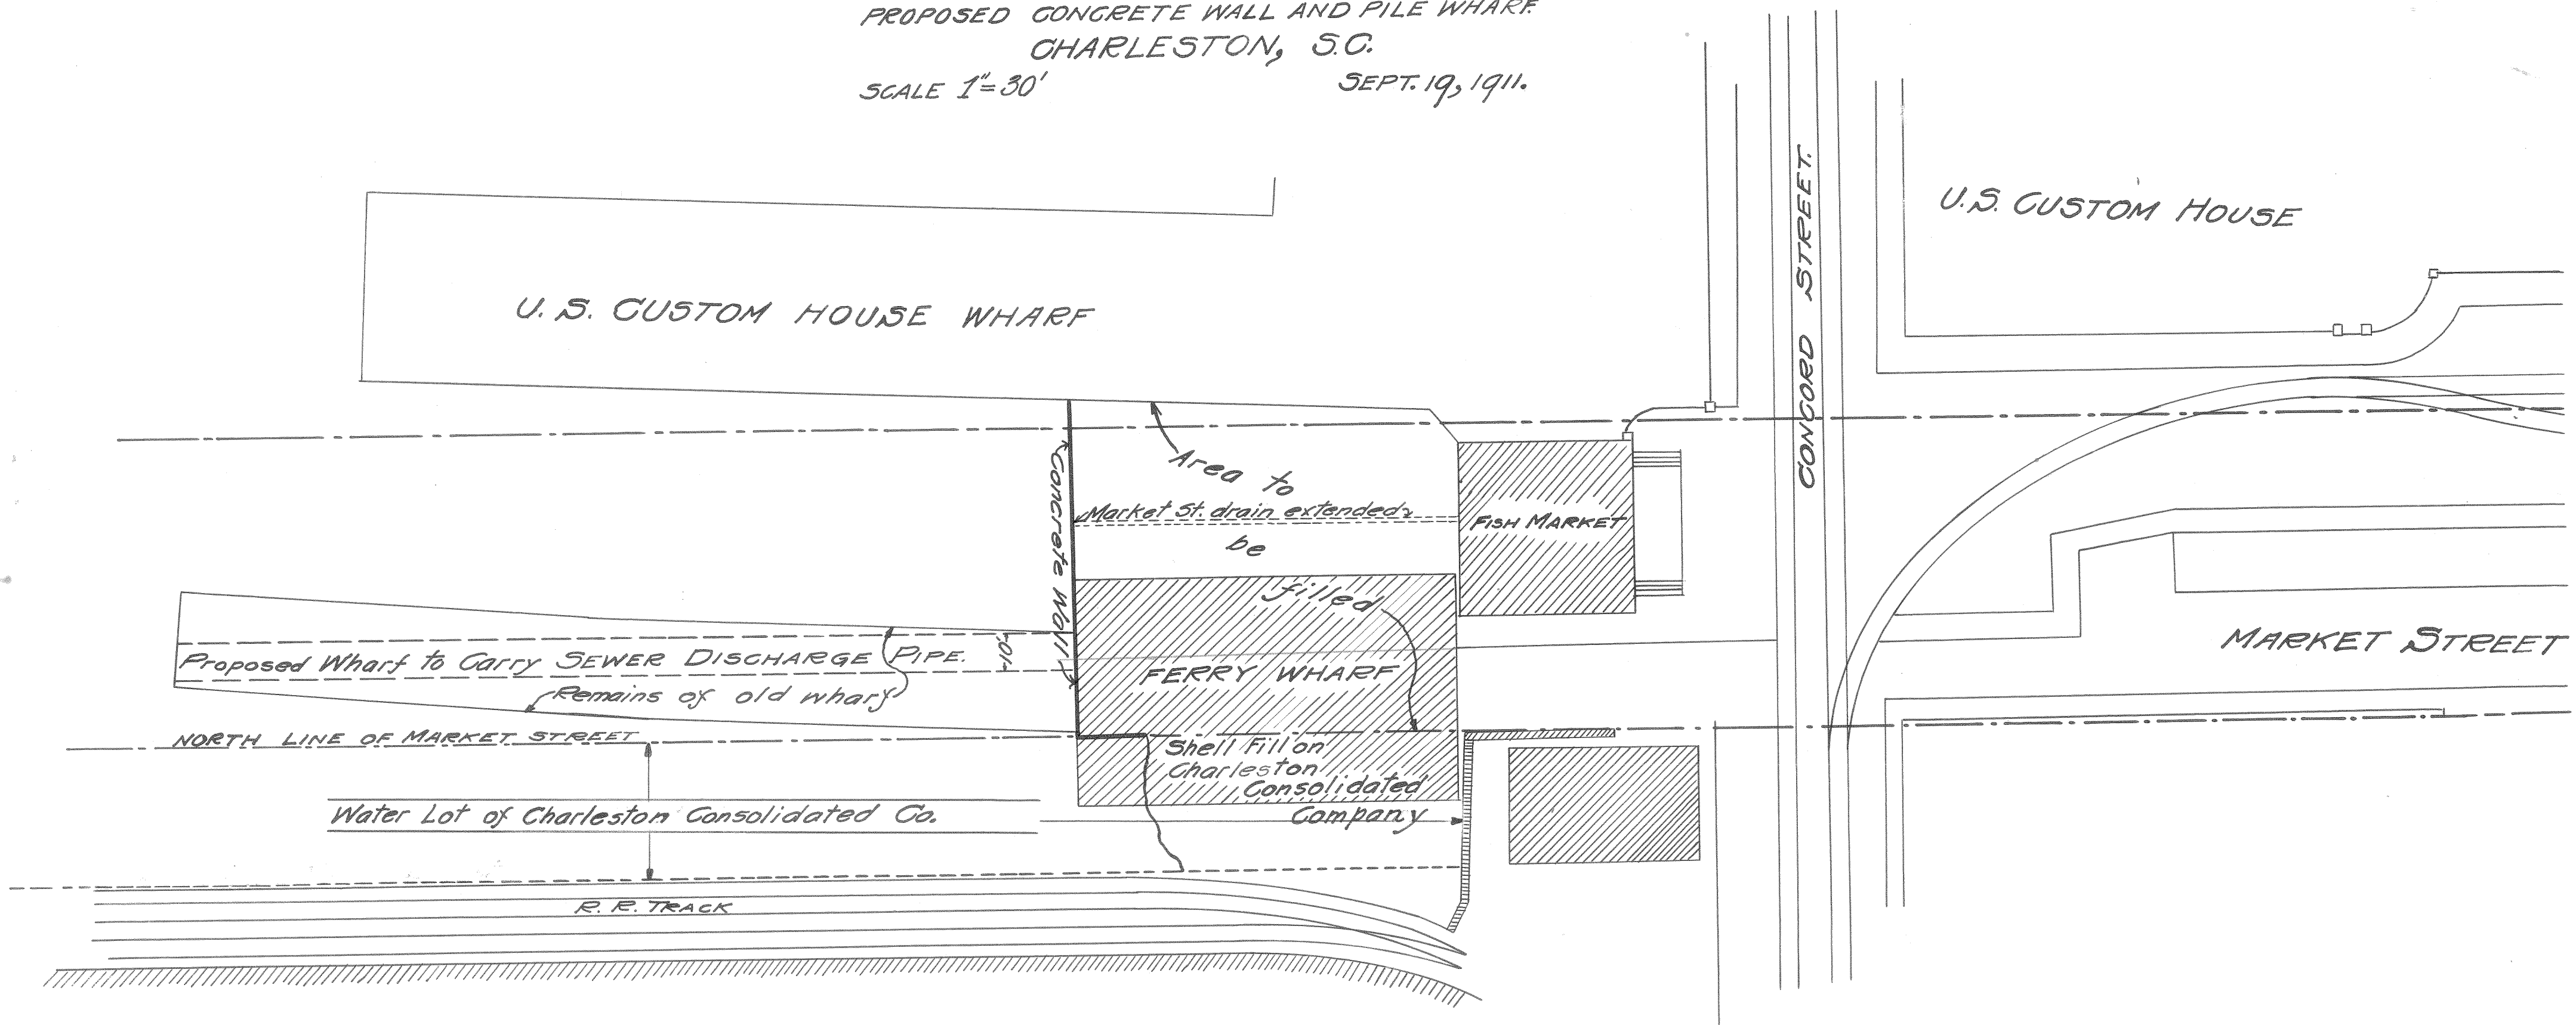 PROPOSED CONCRETE WALL AND PILE WHARF.
CHARLESTON, S.C.
SCALE 1"=30'
SEPT. 19, 1911.
U.S. CUSTOM HOUSE
U.S. CUSTOM HOUSE WHARF
CONCORD STREET.
Concrete Wall
Area to
Market St. drain extended
be
filled
FISH MARKET
Proposed Wharf to Carry SEWER DISCHARGE PIPE.
10'
Remains of old wharf
FERRY WHARF
MARKET STREET
NORTH LINE OF MARKET STREET
Shell Fill on
Charleston
Consolidated
Company
Water Lot of Charleston Consolidated Co.
R.R. TRACK